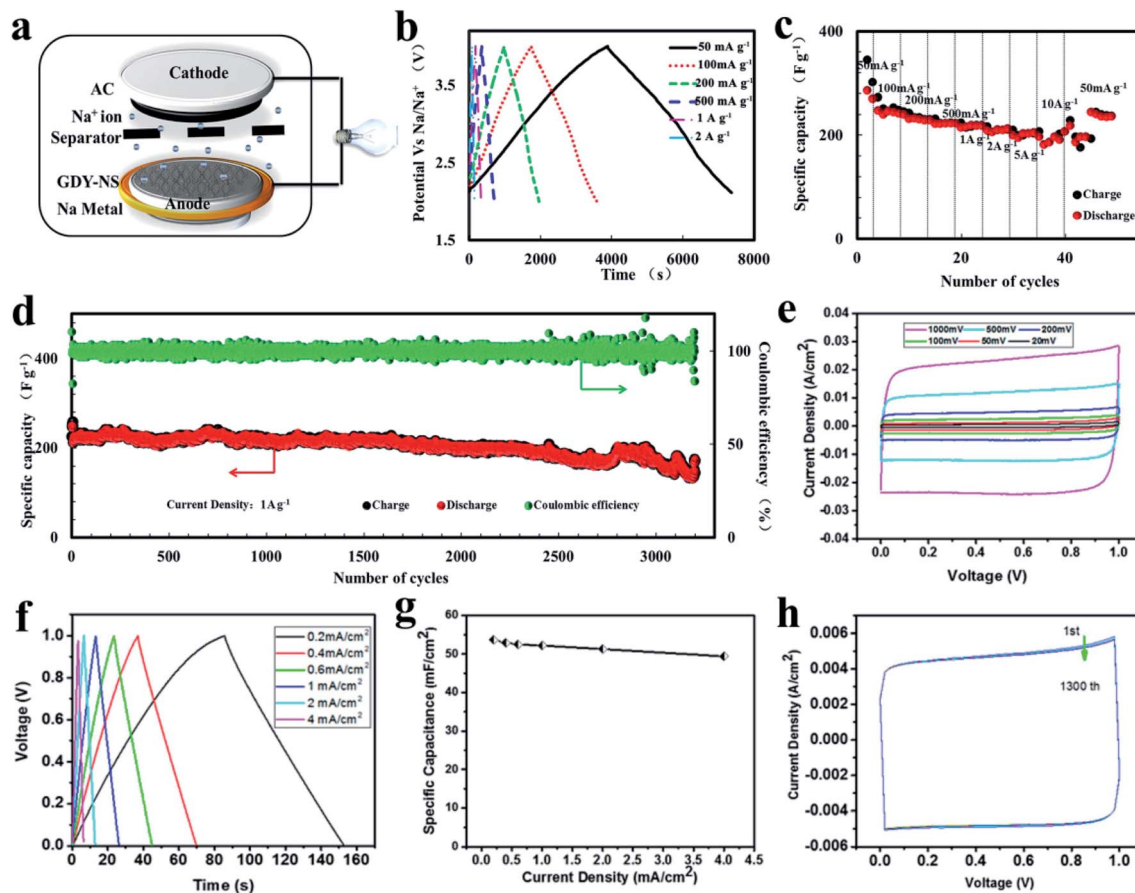 a
Cathode
AC
Na⁺ ion
Separator
GDY-NS
Na Metal
Anode
b
Potential Vs Na/Na⁺ (V)
3.5
2.5
1.5
50 mA g⁻¹
100mA g⁻¹
200 mA g⁻¹
500 mA g⁻¹
1 A g⁻¹
2 A g⁻¹
0 2000 4000 6000 8000
Time (s)
c
Specific capacity (F g⁻¹)
400
200
0
50mA g⁻¹
100mA g⁻¹
200mA g⁻¹
500mA g⁻¹
1A g⁻¹
2A g⁻¹
5A g⁻¹
10A g⁻¹
50mA g⁻¹
Charge
Discharge
0 20 40
Number of cycles
d
Specific capacity (F g⁻¹)
400
200
0
Current Density: 1A g⁻¹
Charge
Discharge
Coulombic efficiency
100
50
0
Coulombic efficiency (%)
0 500 1000 1500 2000 2500 3000
Number of cycles
e
Current Density (A/cm²)
0.04
0.03
0.02
0.01
0.00
-0.01
-0.02
-0.03
-0.04
1000mV 500mV 200mV
100mV 50mV 20mV
0.0 0.2 0.4 0.6 0.8 1.0
Voltage (V)
f
Voltage (V)
1.0
0.8
0.6
0.4
0.2
0.0
0.2mA/cm²
0.4mA/cm²
0.6mA/cm²
1 mA/cm²
2 mA/cm²
4 mA/cm²
0 20 40 60 80 100 120 140 160
Time (s)
g
Specific Capacitance (mF/cm²)
60
50
40
30
20
10
0
0.0 0.5 1.0 1.5 2.0 2.5 3.0 3.5 4.0 4.5
Current Density (mA/cm²)
h
Current Density (A/cm²)
0.006
0.004
0.002
0.000
-0.002
-0.004
-0.006
1st
1300 th
0.0 0.2 0.4 0.6 0.8 1.0
Voltage (V)